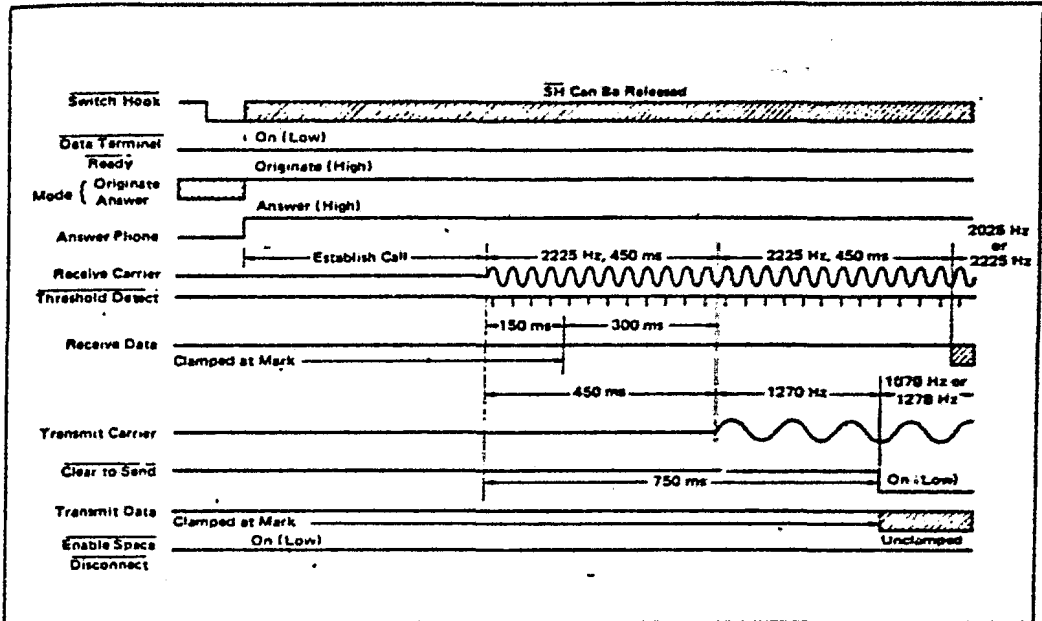 SH Can Be Released
Switch Hook
On (Low)
Data Terminal
Ready
Originate (High)
Mode { Originate
Answer
Answer (High)
Answer Phone
2025 Hz
or
2225 Hz
Establish Call
2225 Hz, 450 ms
2225 Hz, 450 ms
Receive Carrier
Threshold Detect
150 ms
300 ms
Receive Data
Clamped at Mark
450 ms
1270 Hz
1070 Hz or
1270 Hz
Transmit Carrier
Clear to Send
750 ms
On (Low)
Transmit Data
Clamped at Mark
Unclamped
Enable Space
On (Low)
Disconnect